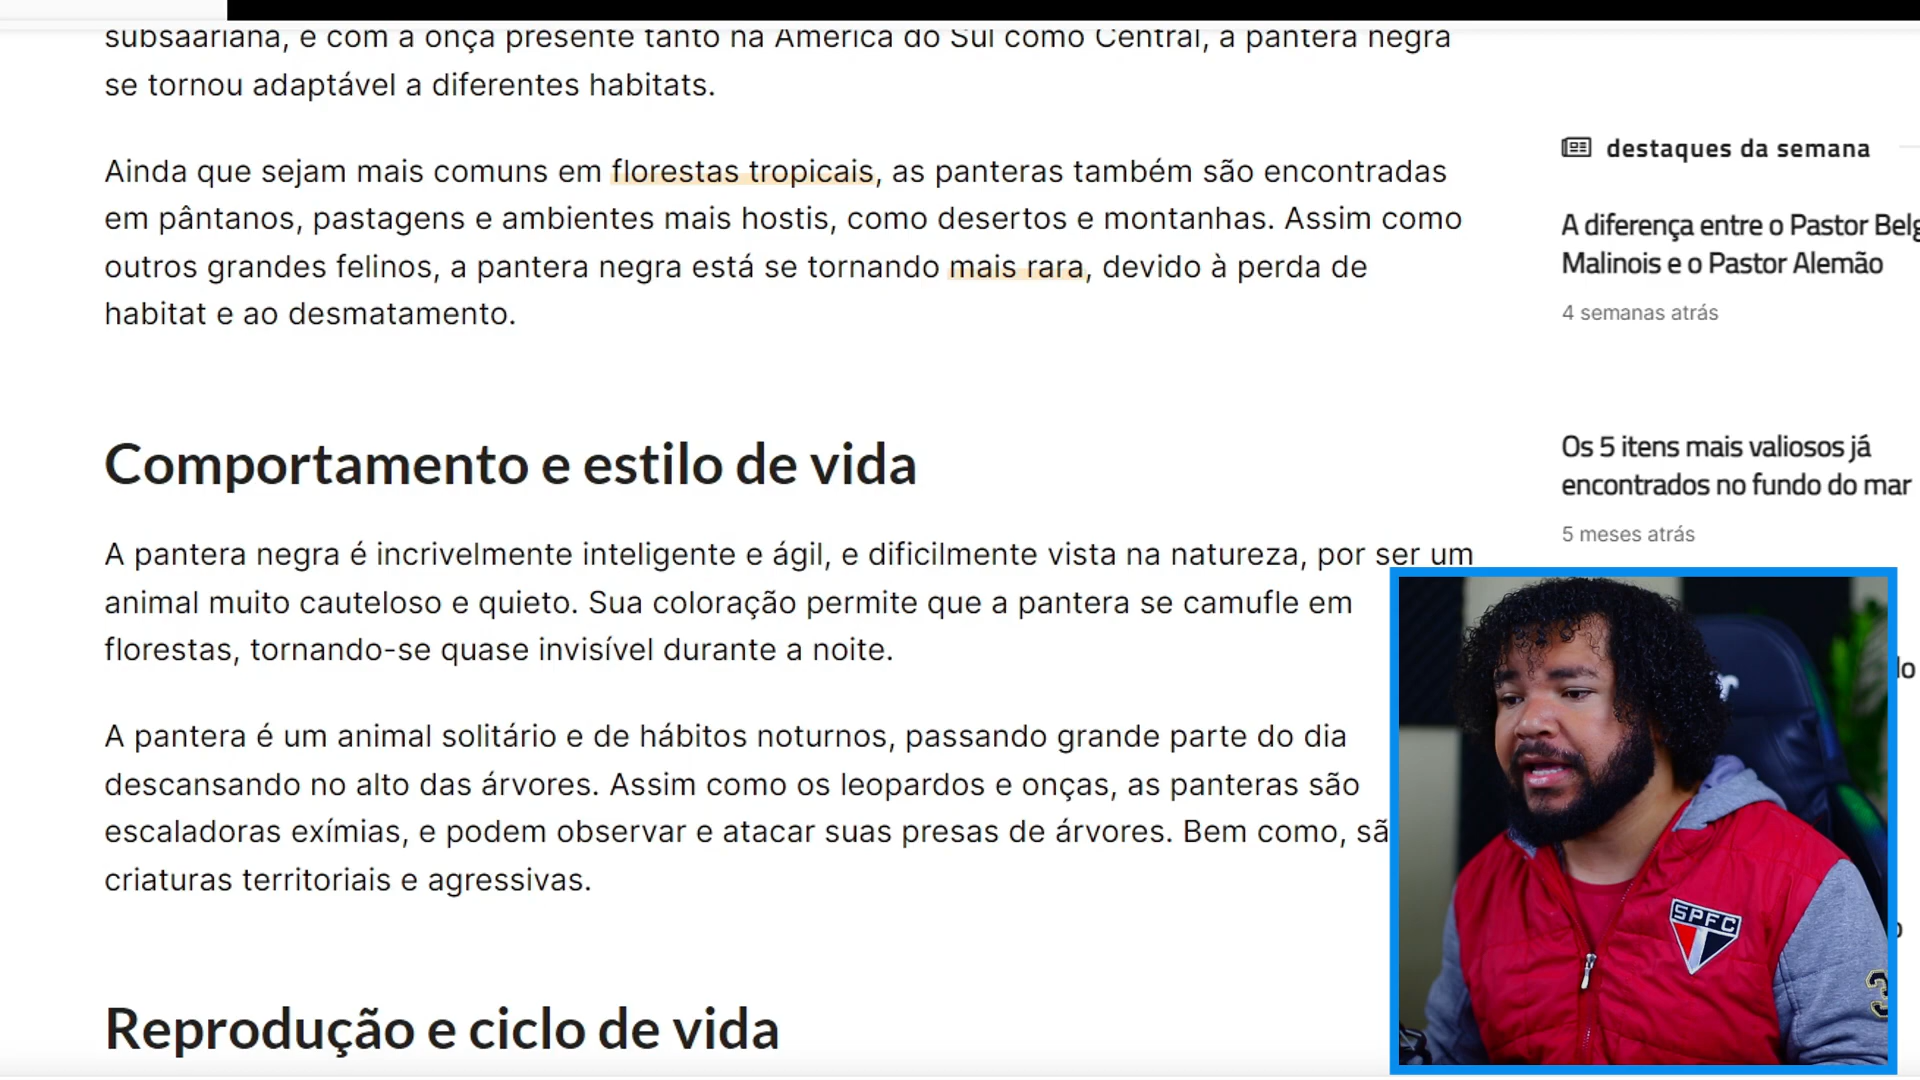 subsaariana, e com a onça presente tanto na América do Sul como Central, a pantera negra
se tornou adaptável a diferentes habitats.
Ainda que sejam mais comuns em florestas tropicais, as panteras também são encontradas
em pântanos, pastagens e ambientes mais hostis, como desertos e montanhas. Assim como
outros grandes felinos, a pantera negra está se tornando mais rara, devido à perda de
habitat e ao desmatamento.
Comportamento e estilo de vida
A pantera negra é incrivelmente inteligente e ágil, e dificilmente vista na natureza, por ser um
animal muito cauteloso e quieto. Sua coloração permite que a pantera se camufle em
florestas, tornando-se quase invisível durante a noite.
A pantera é um animal solitário e de hábitos noturnos, passando grande parte do dia
descansando no alto das árvores. Assim como os leopardos e onças, as panteras são
escaladoras exímias, e podem observar e atacar suas presas de árvores. Bem como, sã
criaturas territoriais e agressivas.
Reprodução e ciclo de vida
destaques da semana
A diferença entre o Pastor Belg
Malinois e o Pastor Alemão
4 semanas atrás
Os 5 itens mais valiosos já
encontrados no fundo do mar
5 meses atrás
SPFC
3